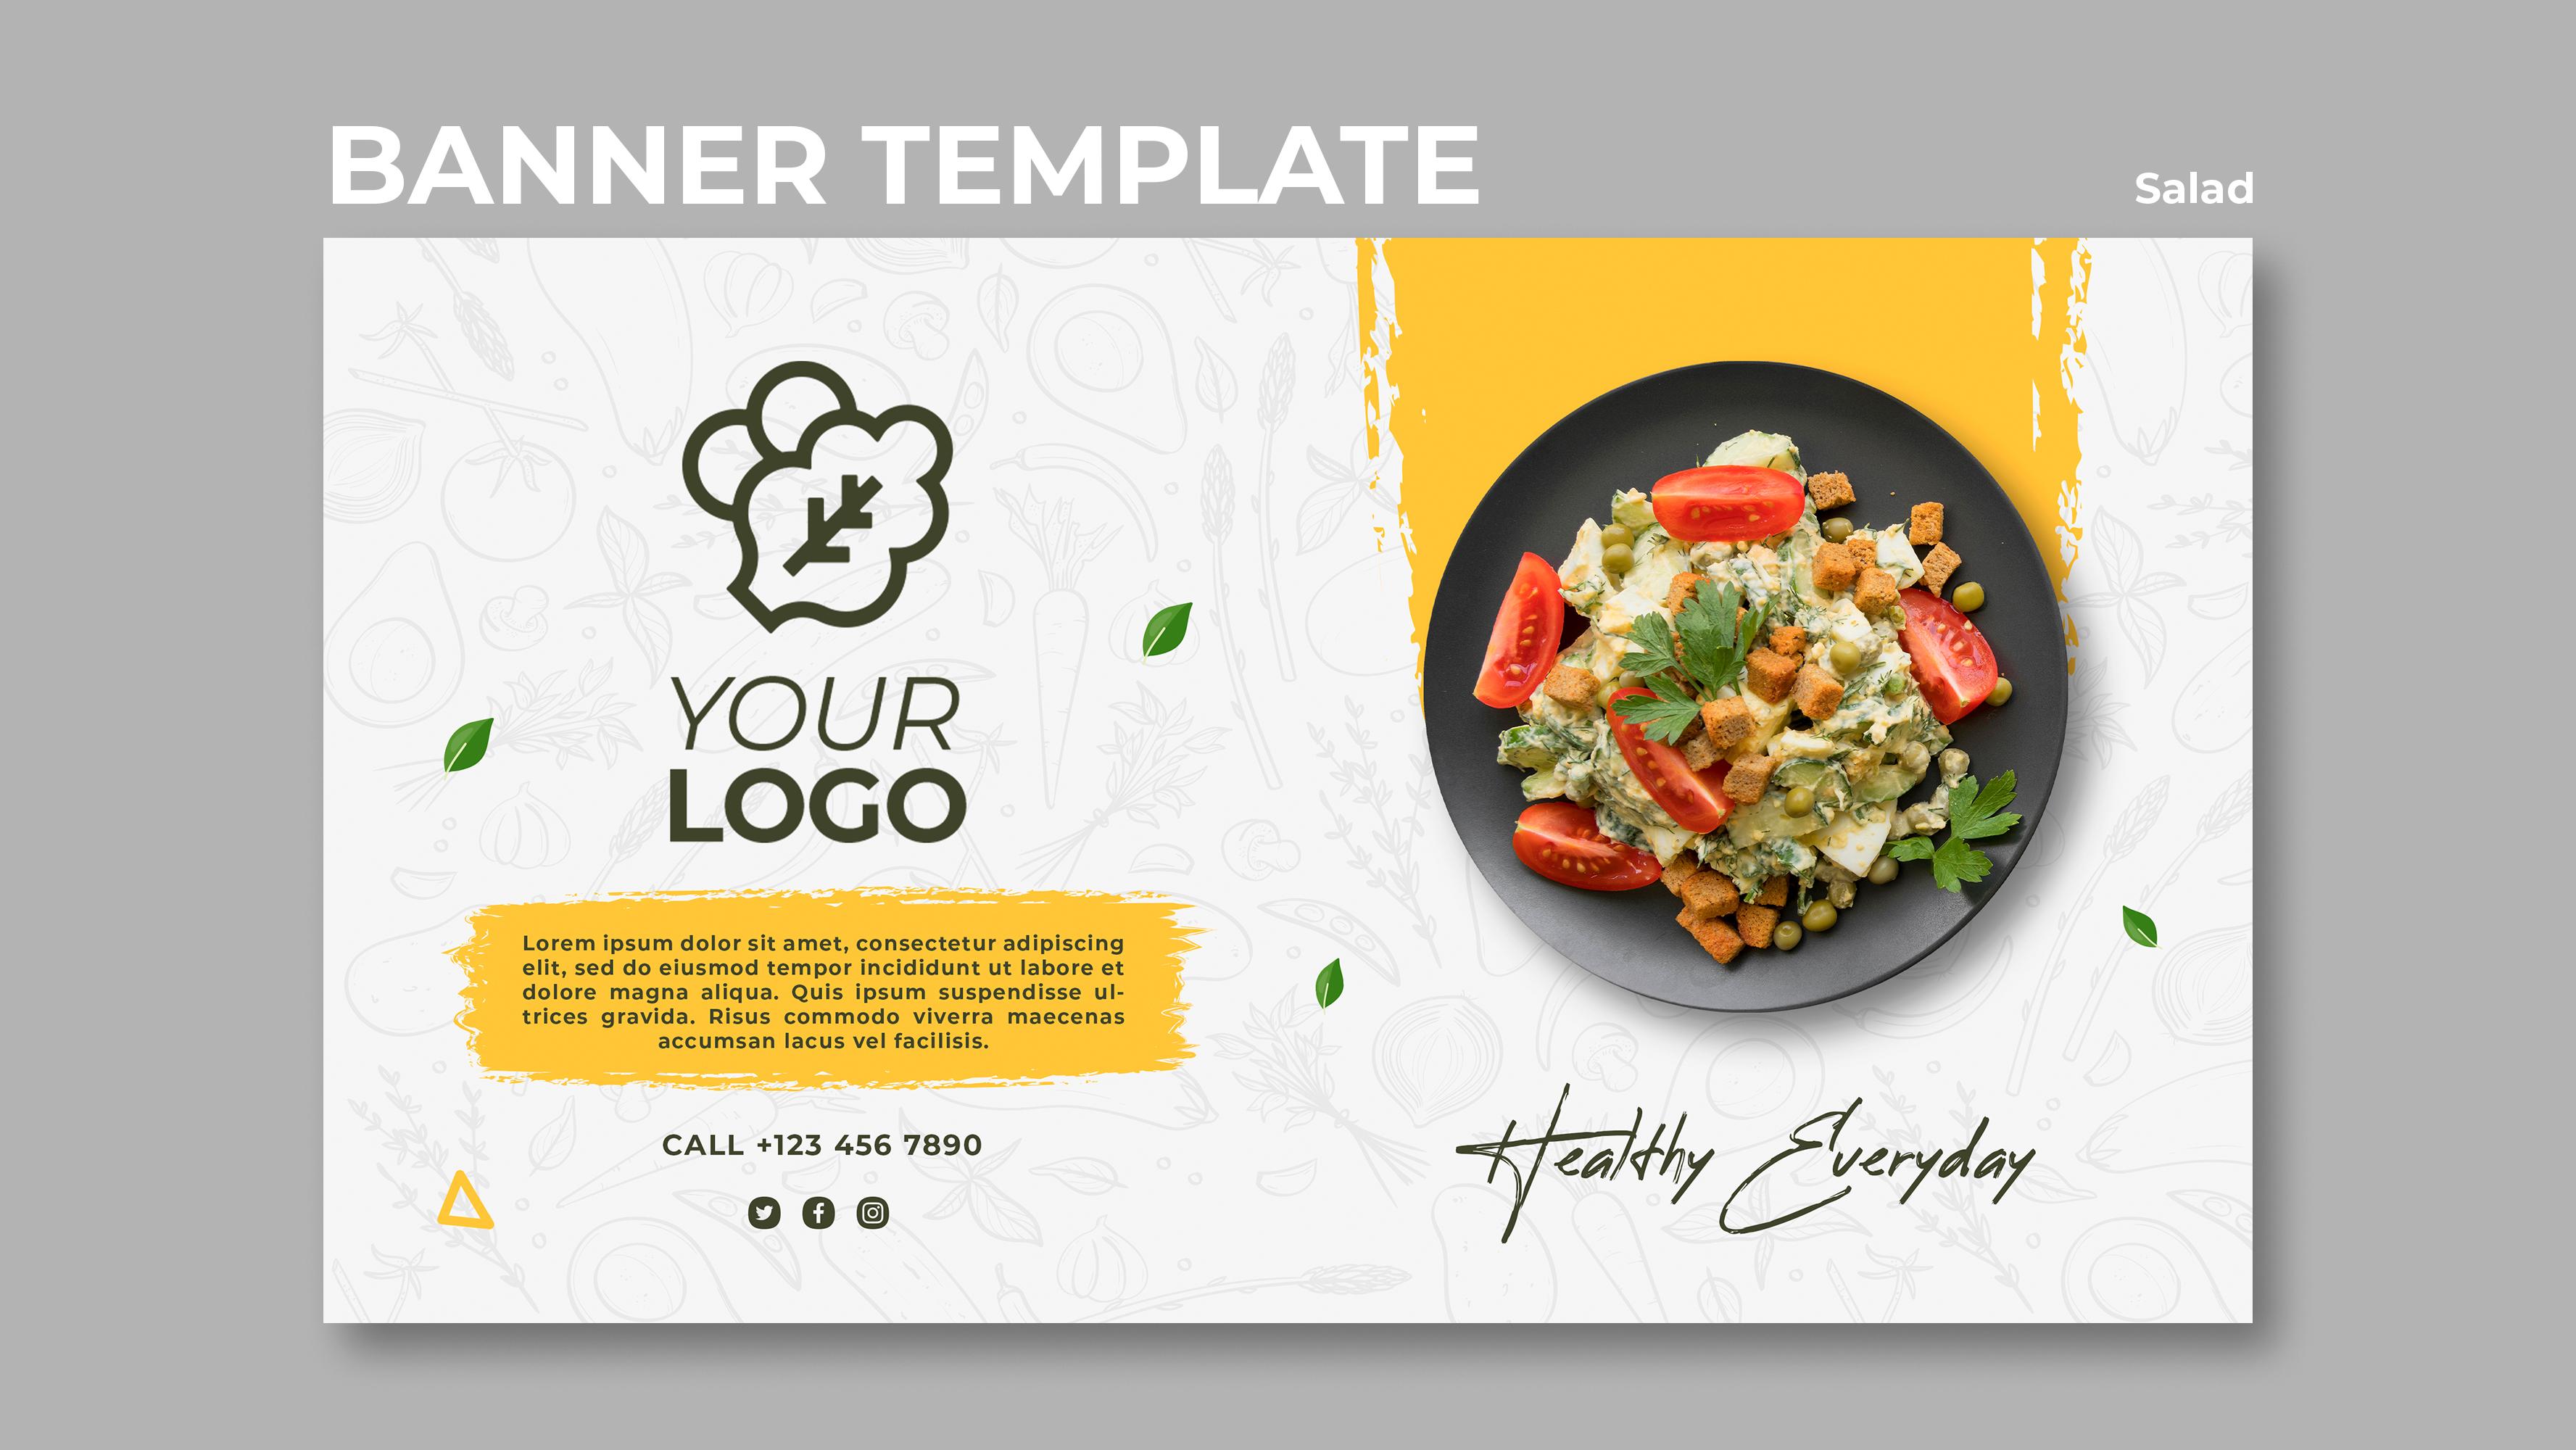 BANNER TEMPLATE
Salad
YOUR
LOGO
Lorem ipsum dolor sit amet, consectetur adipiscing
elit, sed do eiusmod tempor incididunt ut labore et
dolore magna aliqua. Quis ipsum suspendisse ul-
trices gravida. Risus commodo viverra maecenas
accumsan lacus vel facilisis.
CALL +123 456 7890
Healthy Everyday